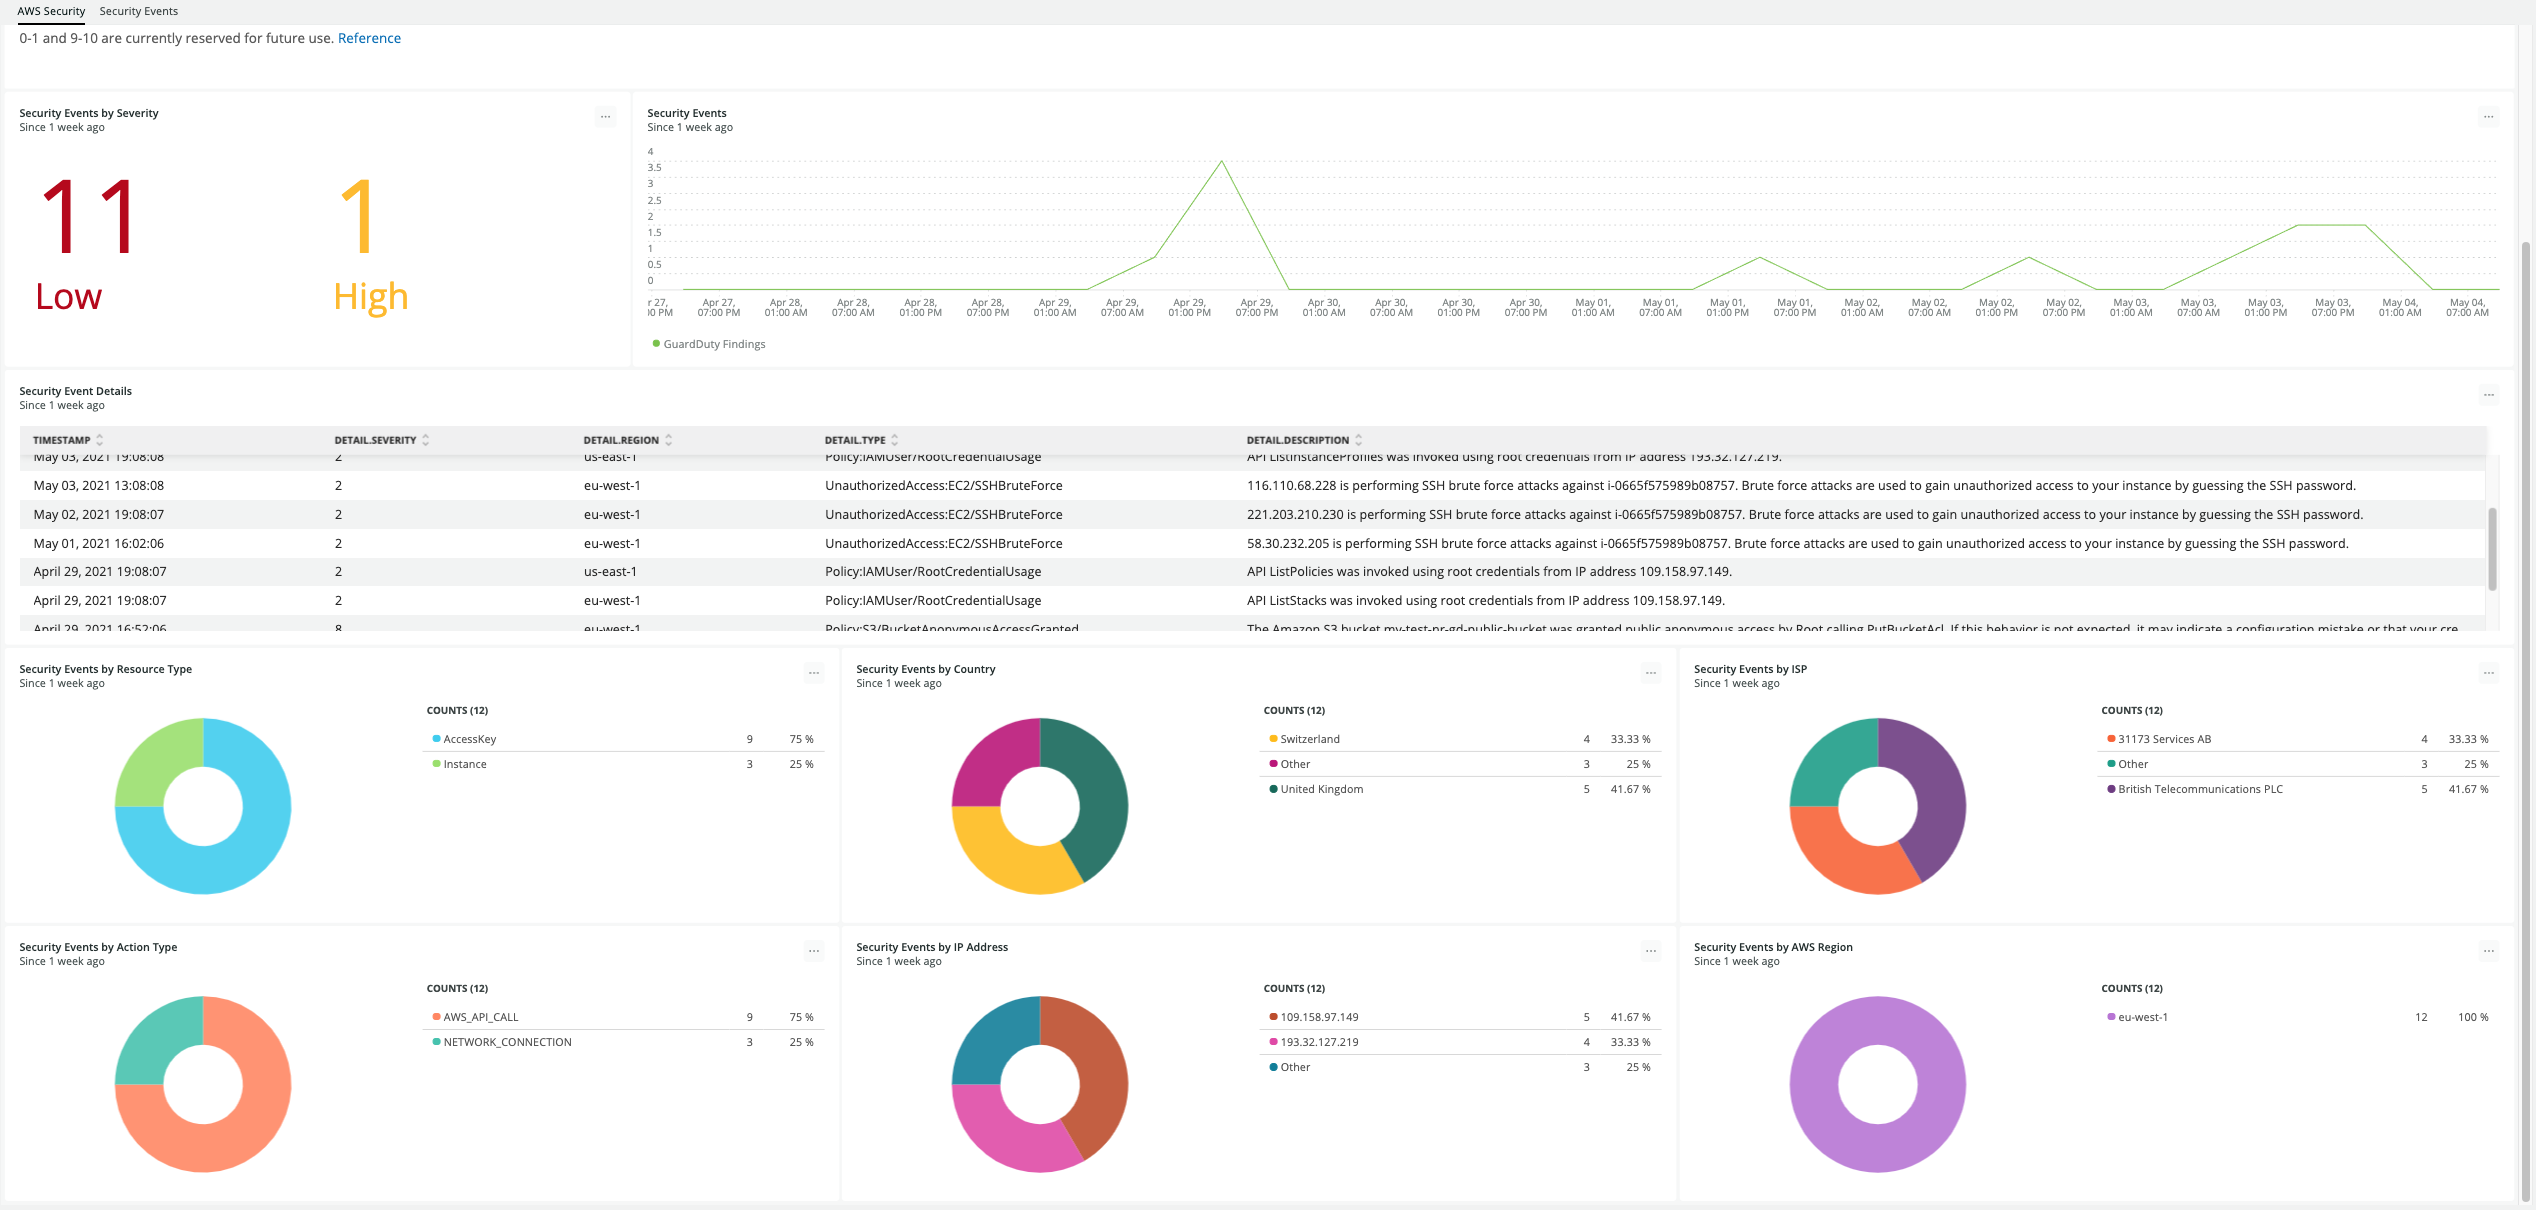 AWS Security Security Events
0-1 and 9-10 are currently reserved for future use. Reference
Security Events by Severity
Since 1 week ago
...
11 1
Low High
Security Events
Since 1 week ago
...
4
3.5
3
2.5
2
1.5
1
0.5
0
r 27, Apr 27, Apr 28, Apr 28, Apr 28, Apr 28, Apr 29, Apr 29, Apr 29, Apr 29, Apr 30, Apr 30, Apr 30, Apr 30, May 01, May 01, May 01, May 01, May 02, May 02, May 02, May 02, May 03, May 03, May 03, May 03, May 04, May 04,
00 PM 07:00 PM 01:00 AM 07:00 AM 01:00 PM 07:00 PM 01:00 AM 07:00 AM 01:00 PM 07:00 PM 01:00 AM 07:00 AM 01:00 PM 07:00 PM 01:00 AM 07:00 AM 01:00 PM 07:00 PM 01:00 AM 07:00 AM 01:00 PM 07:00 PM 01:00 AM 07:00 AM 01:00 PM 07:00 PM 01:00 AM 07:00 AM
GuardDuty Findings
Security Event Details
Since 1 week ago
...
TIMESTAMP DETAIL.SEVERITY DETAIL.REGION DETAIL.TYPE DETAIL.DESCRIPTION
May 03, 2021 19:08:08 2 us-east-1 Policy:IAMUser/RootCredentialUsage API ListInstanceProfiles was invoked using root credentials from IP address 193.32.127.219.
May 03, 2021 13:08:08 2 eu-west-1 UnauthorizedAccess:EC2/SSHBruteForce 116.110.68.228 is performing SSH brute force attacks against i-0665f575989b08757. Brute force attacks are used to gain unauthorized access to your instance by guessing the SSH password.
May 02, 2021 19:08:07 2 eu-west-1 UnauthorizedAccess:EC2/SSHBruteForce 221.203.210.230 is performing SSH brute force attacks against i-0665f575989b08757. Brute force attacks are used to gain unauthorized access to your instance by guessing the SSH password.
May 01, 2021 16:02:06 2 eu-west-1 UnauthorizedAccess:EC2/SSHBruteForce 58.30.232.205 is performing SSH brute force attacks against i-0665f575989b08757. Brute force attacks are used to gain unauthorized access to your instance by guessing the SSH password.
April 29, 2021 19:08:07 2 us-east-1 Policy:IAMUser/RootCredentialUsage API ListPolicies was invoked using root credentials from IP address 109.158.97.149.
April 29, 2021 19:08:07 2 eu-west-1 Policy:IAMUser/RootCredentialUsage API ListStacks was invoked using root credentials from IP address 109.158.97.149.
April 29, 2021 16:52:06 8 eu-west-1 Policy:S3/BucketAnonymousAccessGranted The Amazon S3 bucket my-test-nr-gd-public-bucket was granted public anonymous access by Root calling PutBucketAcl. If this behavior is not expected, it may indicate a configuration mistake or that your cre
Security Events by Resource Type
Since 1 week ago
...
COUNTS (12)
AccessKey 9 75 %
Instance 3 25 %
Security Events by Country
Since 1 week ago
...
COUNTS (12)
Switzerland 4 33.33 %
Other 3 25 %
United Kingdom 5 41.67 %
Security Events by ISP
Since 1 week ago
...
COUNTS (12)
31173 Services AB 4 33.33 %
Other 3 25 %
British Telecommunications PLC 5 41.67 %
Security Events by Action Type
Since 1 week ago
...
COUNTS (12)
AWS_API_CALL 9 75 %
NETWORK_CONNECTION 3 25 %
Security Events by IP Address
Since 1 week ago
...
COUNTS (12)
109.158.97.149 5 41.67 %
193.32.127.219 4 33.33 %
Other 3 25 %
Security Events by AWS Region
Since 1 week ago
...
COUNTS (12)
eu-west-1 12 100 %